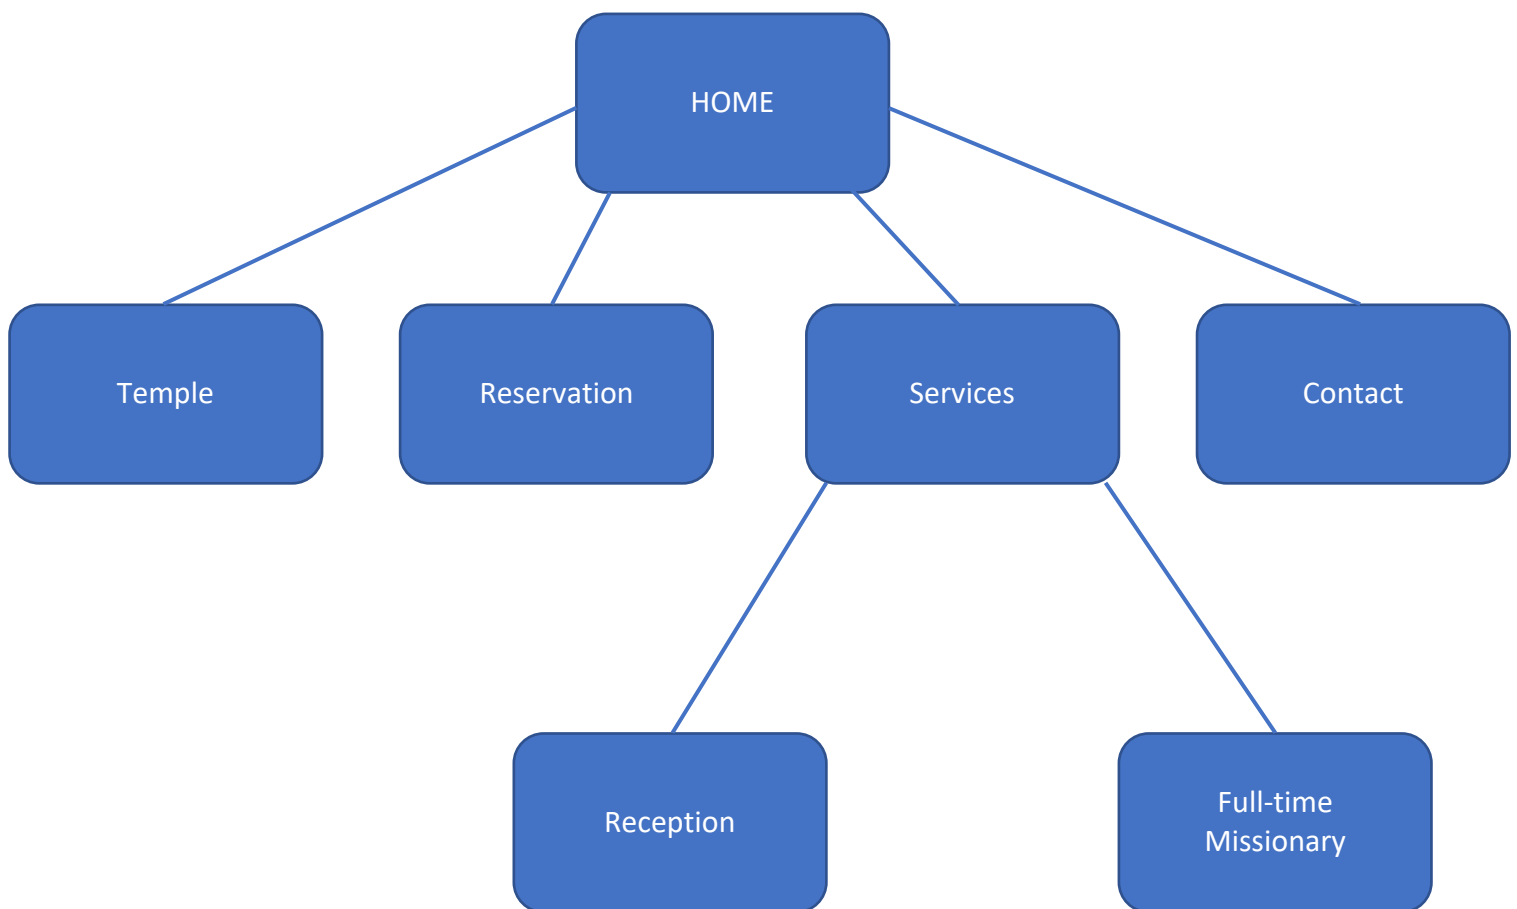 HOME
Temple
Reservation
Services
Contact
Reception
Full-time
Missionary